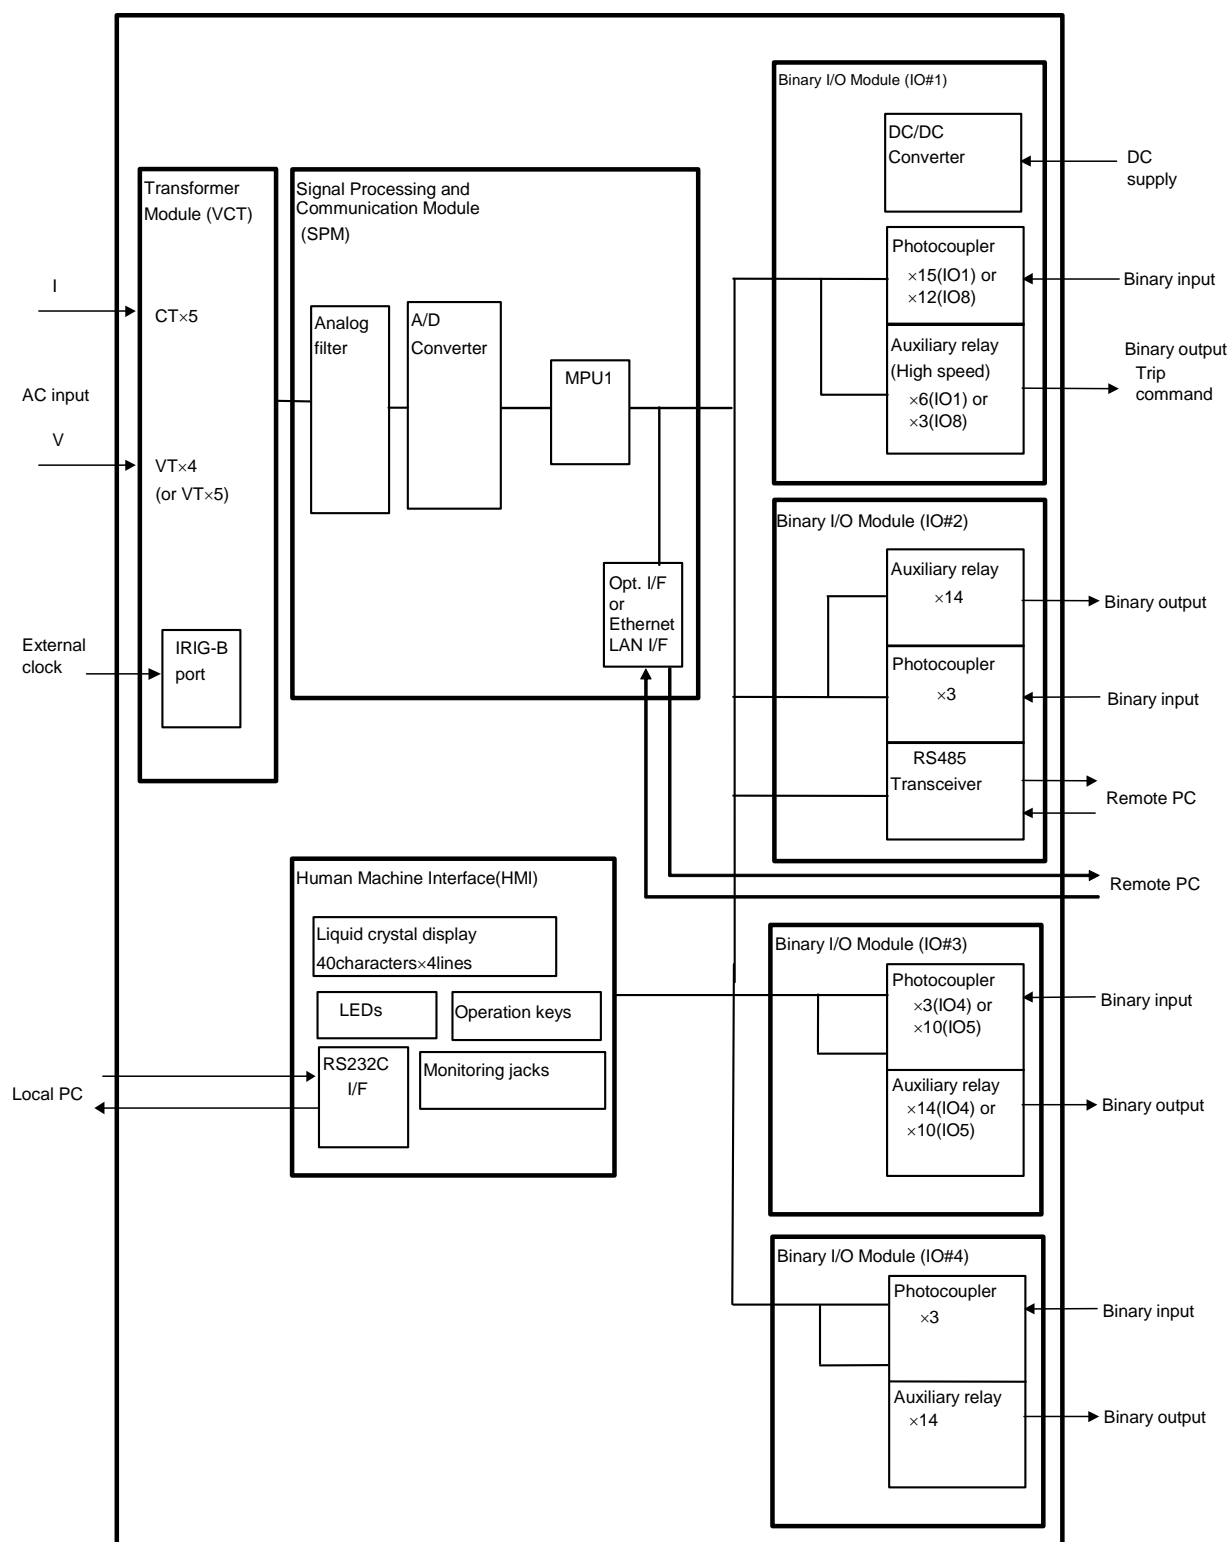 Binary I/O Module (IO#1)
DC/DC
Converter
DC
supply
Photocoupler
×15(IO1) or
×12(IO8)
Binary input
Auxiliary relay
(High speed)
×6(IO1) or
×3(IO8)
Binary output
Trip
command
Transformer
Module (VCT)
I
CT×5
AC input
V
VT×4
(or VT×5)
External
clock
IRIG-B
port
Signal Processing and
Communication Module
(SPM)
Analog
filter
A/D
Converter
MPU1
Opt. I/F
or
Ethernet
LAN I/F
Binary I/O Module (IO#2)
Auxiliary relay
×14
Binary output
Photocoupler
×3
Binary input
RS485
Transceiver
Remote PC
Remote PC
Human Machine Interface(HMI)
Liquid crystal display
40characters×4lines
LEDs
Operation keys
RS232C
I/F
Monitoring jacks
Local PC
Binary I/O Module (IO#3)
Photocoupler
×3(IO4) or
×10(IO5)
Binary input
Auxiliary relay
×14(IO4) or
×10(IO5)
Binary output
Binary I/O Module (IO#4)
Photocoupler
×3
Binary input
Auxiliary relay
×14
Binary output